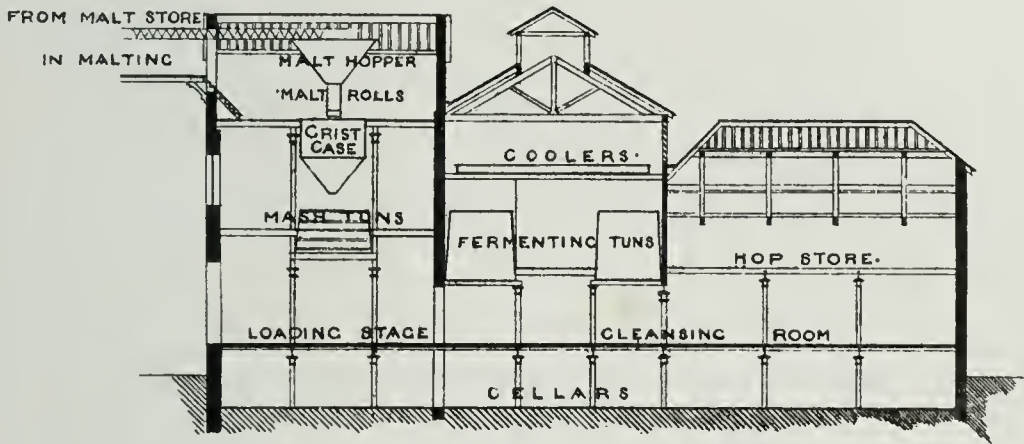 FROM MALT STORE
IN MALTING
MALT HOPPER
MALT ROLLS
GRIST
CASE
COOLERS.
MASH TUNS
FERMENTING TUNS
HOP STORE.
LOADING STAGE
CLEANSING ROOM
CELLARS